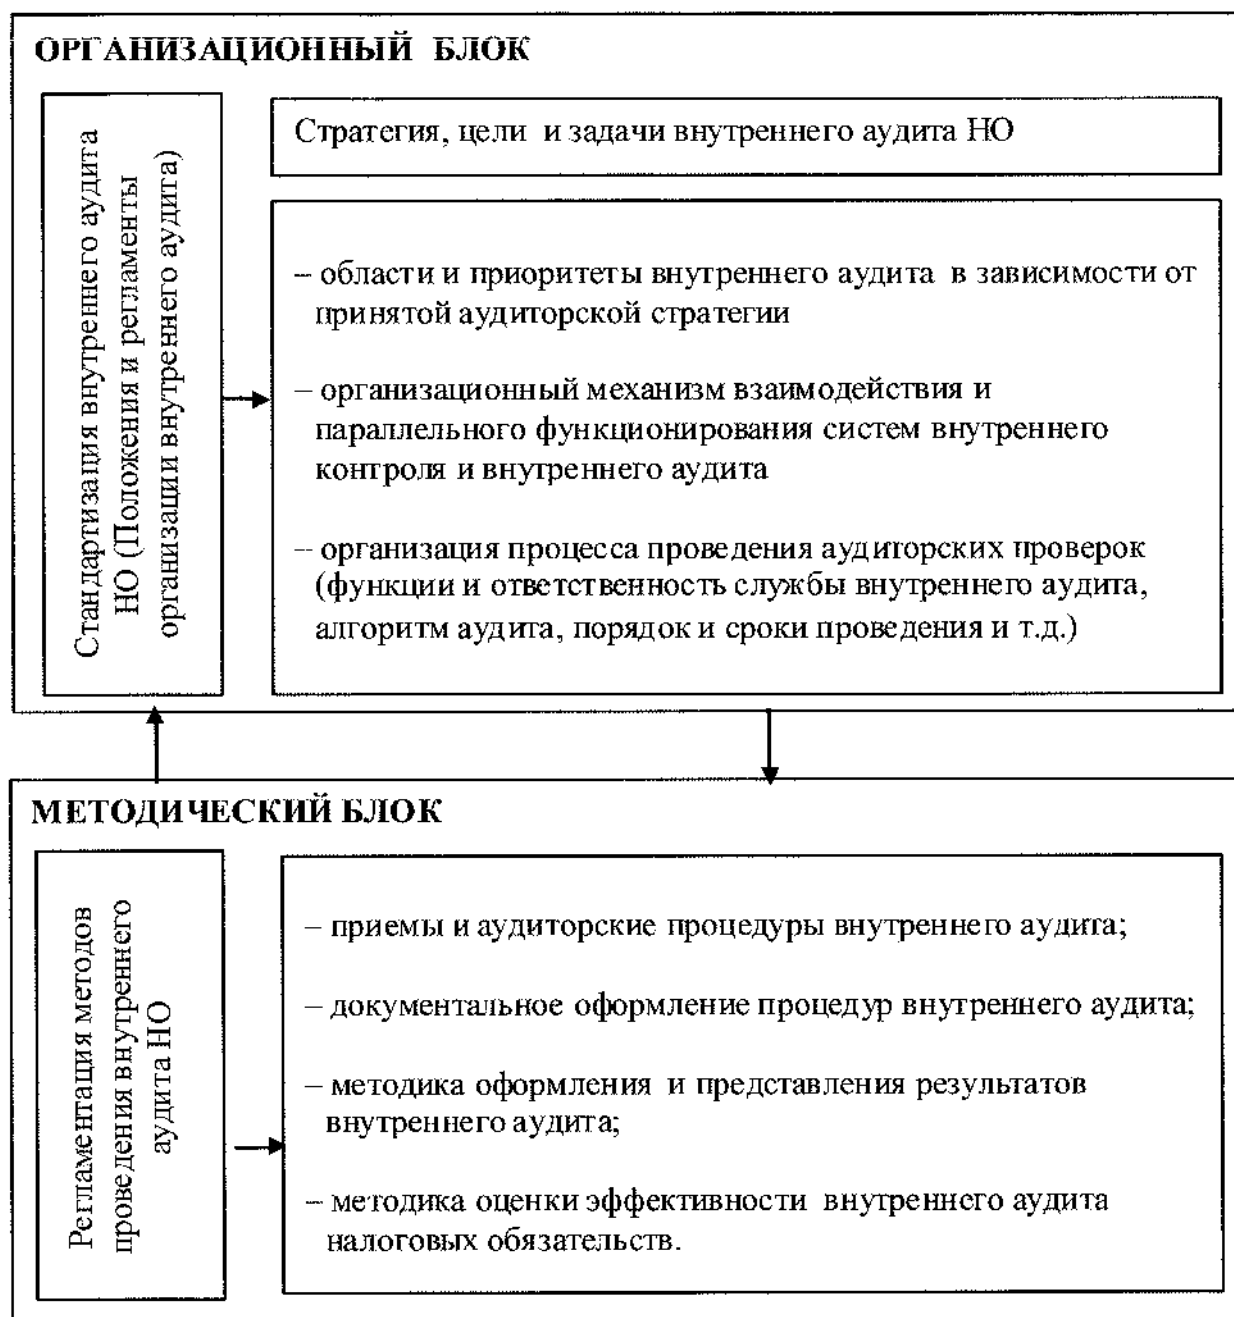 ОРГАНИЗАЦИОННЫЙ БЛОК
Стандартизация внутреннего аудита
НО (Положения и регламенты
организации внутреннего аудита)
Стратегия, цели и задачи внутреннего аудита НО
– области и приоритеты внутреннего аудита в зависимости от
принятой аудиторской стратегии
– организационный механизм взаимодействия и
параллельного функционирования систем внутреннего
контроля и внутреннего аудита
– организация процесса проведения аудиторских проверок
(функции и ответственность службы внутреннего аудита,
алгоритм аудита, порядок и сроки проведения и т.д.)
МЕТОДИЧЕСКИЙ БЛОК
Регламентация методов
проведения внутреннего
аудита НО
– приемы и аудиторские процедуры внутреннего аудита;
– документальное оформление процедур внутреннего аудита;
– методика оформления и представления результатов
внутреннего аудита;
– методика оценки эффективности внутреннего аудита
налоговых обязательств.